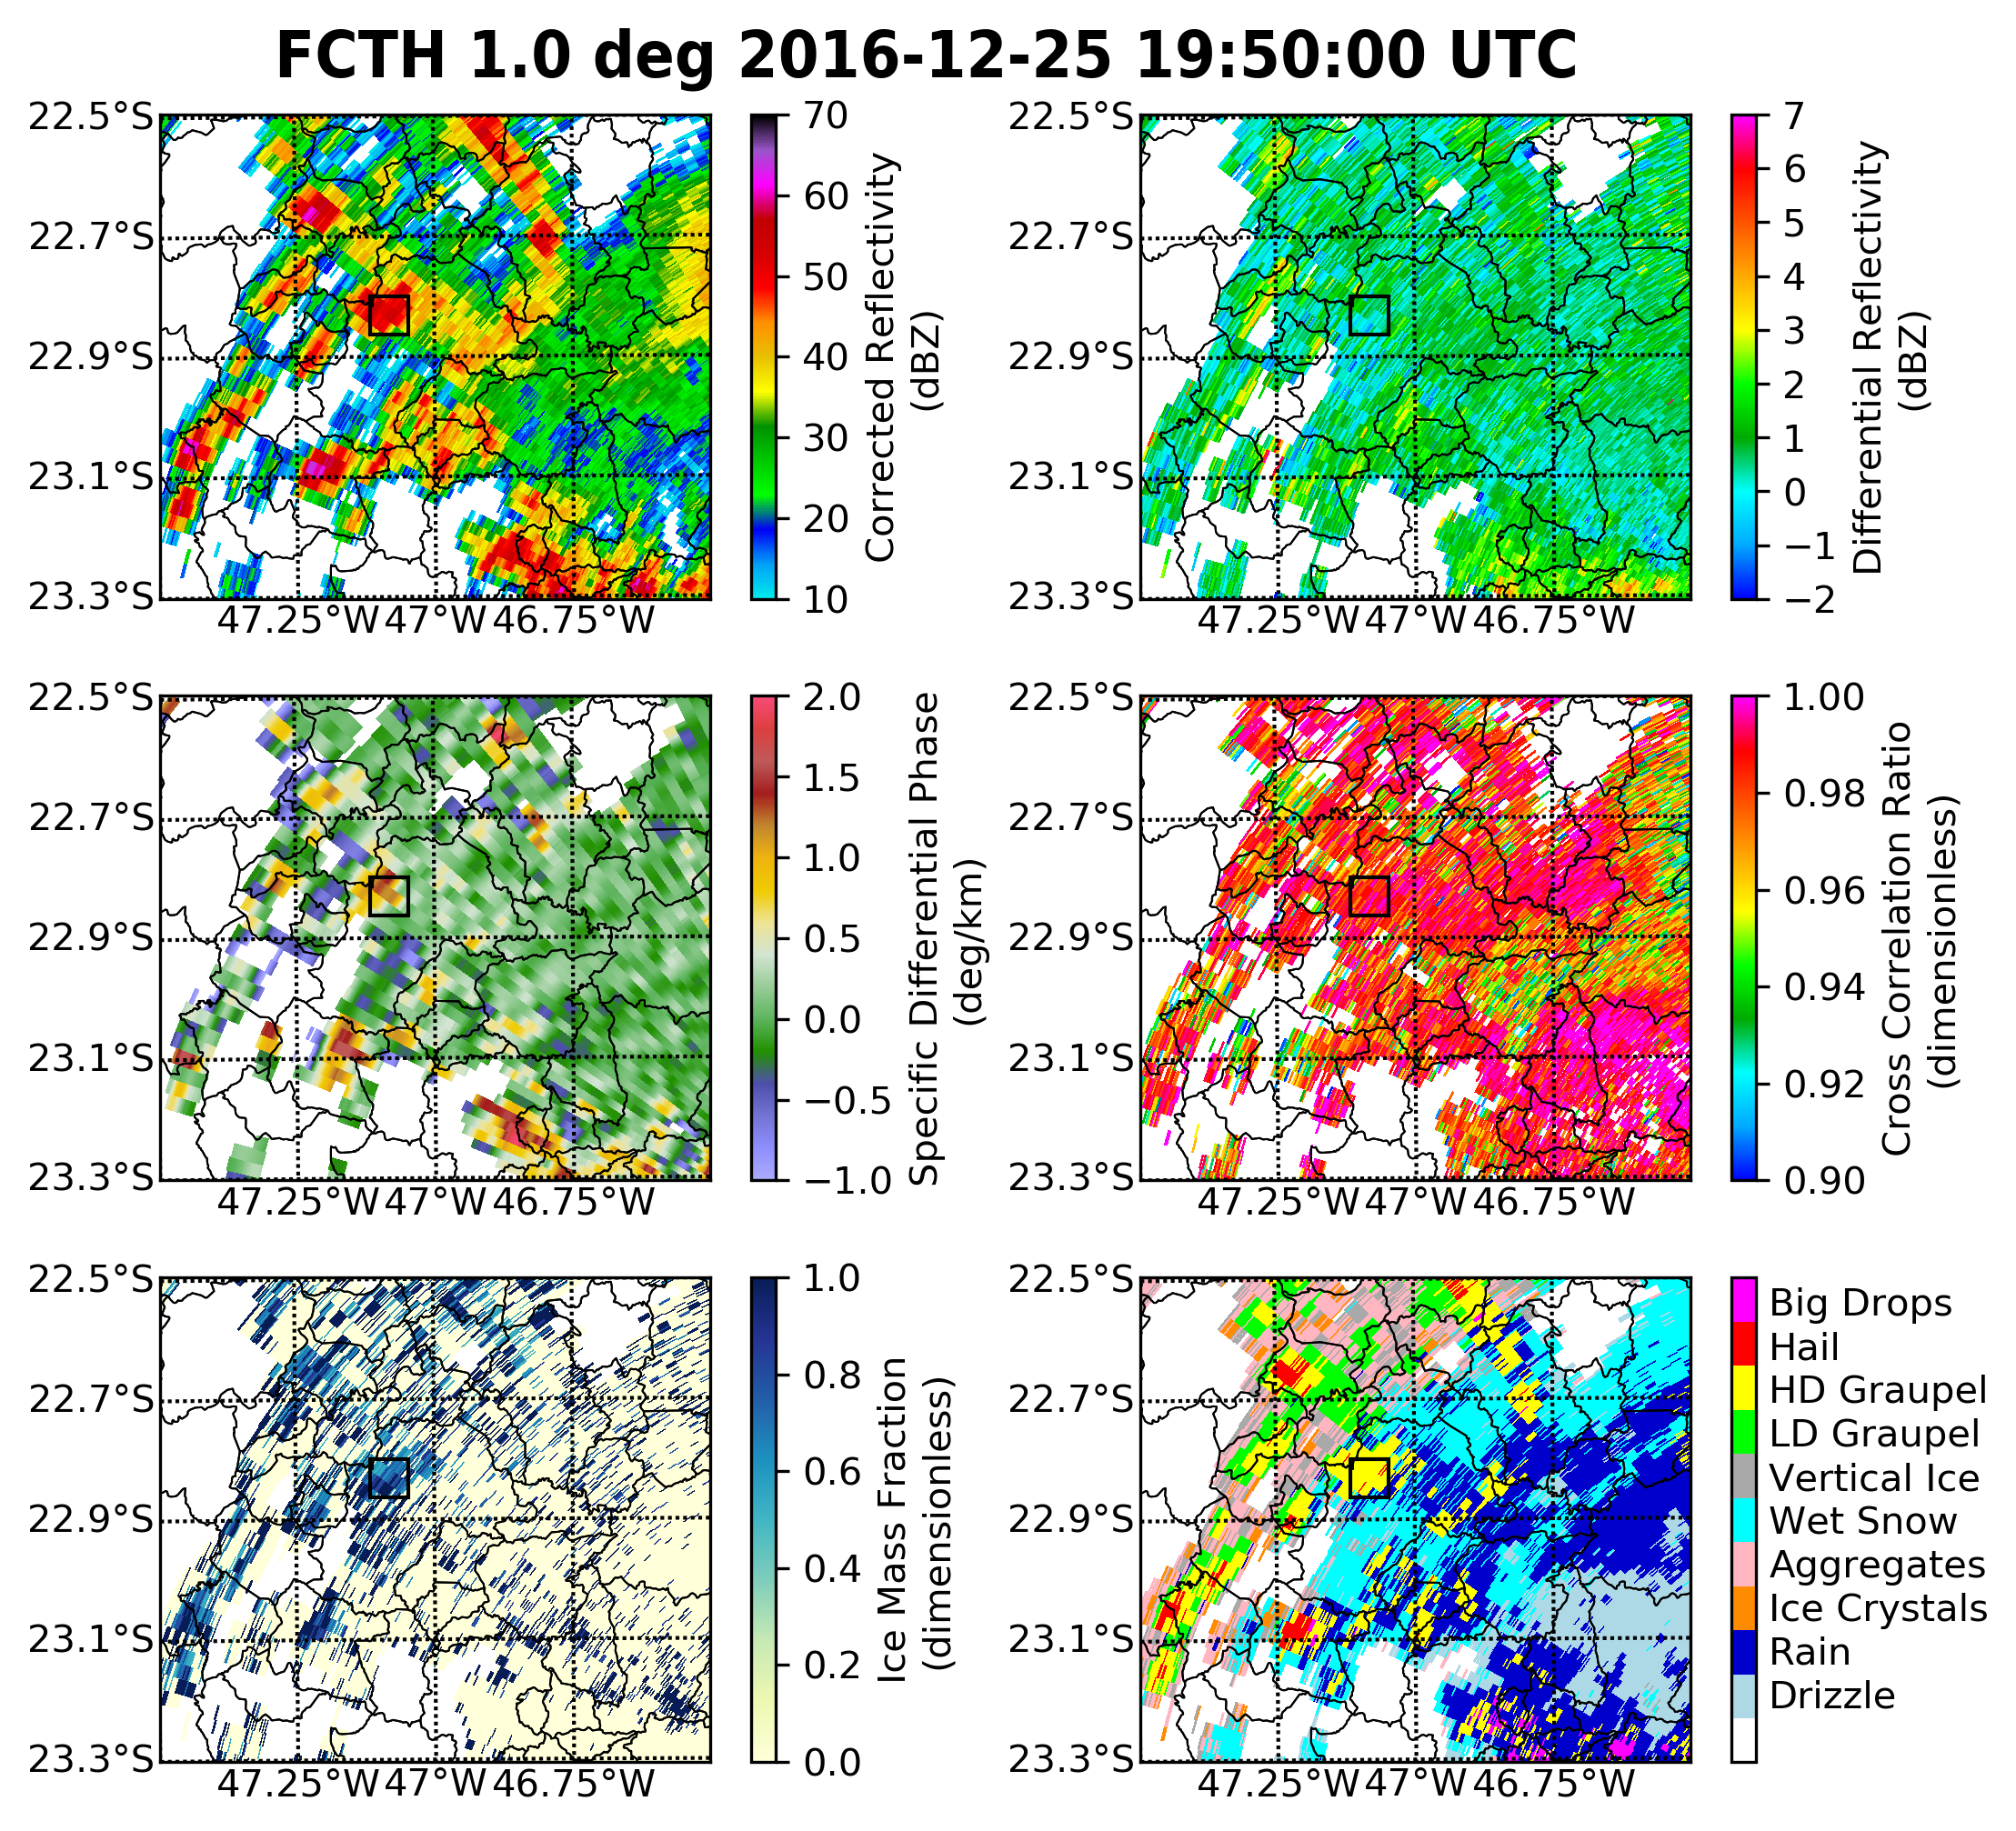 FCTH 1.0 deg 2016-12-25 19:50:00 UTC
22.5°S
22.7°S
22.9°S
23.1°S
23.3°S
47.25°W 47°W 46.75°W
70
60
50
40
30
20
10
Corrected Reflectivity
(dBZ)
22.5°S
22.7°S
22.9°S
23.1°S
23.3°S
47.25°W 47°W 46.75°W
7
6
5
4
3
2
1
0
−1
−2
Differential Reflectivity
(dBZ)
22.5°S
22.7°S
22.9°S
23.1°S
23.3°S
47.25°W 47°W 46.75°W
2.0
1.5
1.0
0.5
0.0
−0.5
−1.0
Specific Differential Phase
(deg/km)
22.5°S
22.7°S
22.9°S
23.1°S
23.3°S
47.25°W 47°W 46.75°W
1.00
0.98
0.96
0.94
0.92
0.90
Cross Correlation Ratio
(dimensionless)
22.5°S
22.7°S
22.9°S
23.1°S
23.3°S
47.25°W 47°W 46.75°W
1.0
0.8
0.6
0.4
0.2
0.0
Ice Mass Fraction
(dimensionless)
22.5°S
22.7°S
22.9°S
23.1°S
23.3°S
47.25°W 47°W 46.75°W
Big Drops
Hail
HD Graupel
LD Graupel
Vertical Ice
Wet Snow
Aggregates
Ice Crystals
Rain
Drizzle